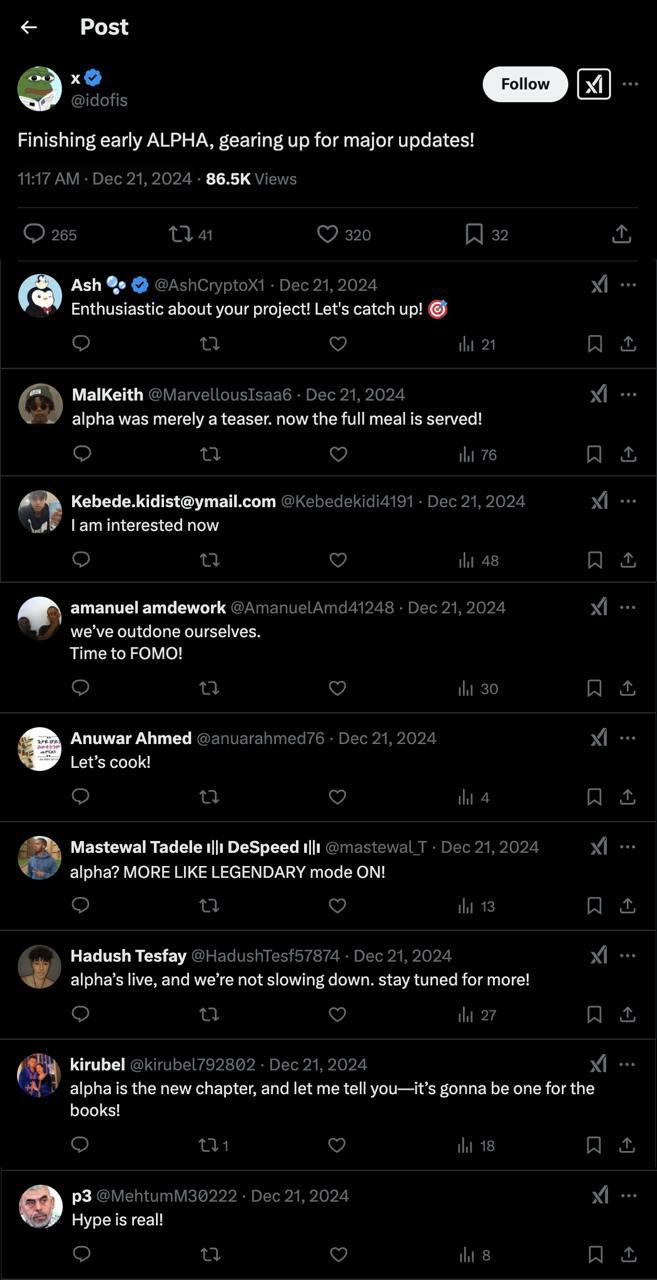 Post
x
@idofis
Follow
Finishing early ALPHA, gearing up for major updates!
11:17 AM · Dec 21, 2024 · 86.5K Views
265 41 320 32
Ash @AshCryptoX1 · Dec 21, 2024
Enthusiastic about your project! Let's catch up!
21
MalKeith @MarvellousIsaa6 · Dec 21, 2024
alpha was merely a teaser. now the full meal is served!
76
Kebede.kidist@ymail.com @Kebedekidi4191 · Dec 21, 2024
I am interested now
48
amanuel amdework @AmanuelAmd41248 · Dec 21, 2024
we’ve outdone ourselves.
Time to FOMO!
30
Anuwar Ahmed @anuarahmed76 · Dec 21, 2024
Let’s cook!
4
Mastewal Tadele ı||ı DeSpeed ı||ı @mastewal_T · Dec 21, 2024
alpha? MORE LIKE LEGENDARY mode ON!
13
Hadush Tesfay @HadushTesf57874 · Dec 21, 2024
alpha’s live, and we’re not slowing down. stay tuned for more!
27
kirubel @kirubel792802 · Dec 21, 2024
alpha is the new chapter, and let me tell you—it’s gonna be one for the
books!
1 18
p3 @MehtumM30222 · Dec 21, 2024
Hype is real!
8